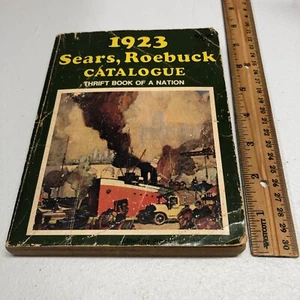 1923
Sears, Roebuck
CATALOGUE
THRIFT BOOK OF A NATION